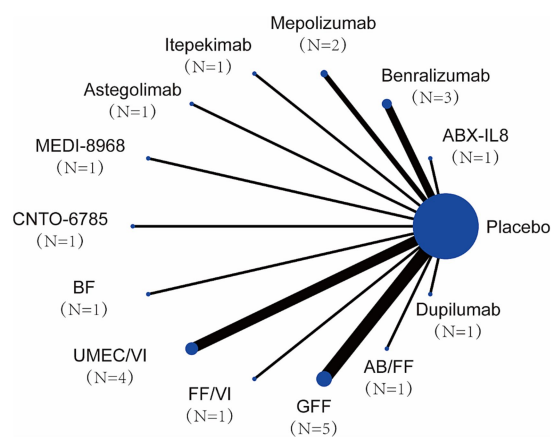 Mepolizumab
(N=2)
Itepekimab
(N=1)
Benralizumab
(N=3)
Astegolimab
(N=1)
ABX-IL8
(N=1)
MEDI-8968
(N=1)
CNTO-6785
(N=1)
Placebo
BF
(N=1)
Dupilumab
(N=1)
UMEC/VI
(N=4)
AB/FF
(N=1)
FF/VI
(N=1)
GFF
(N=5)